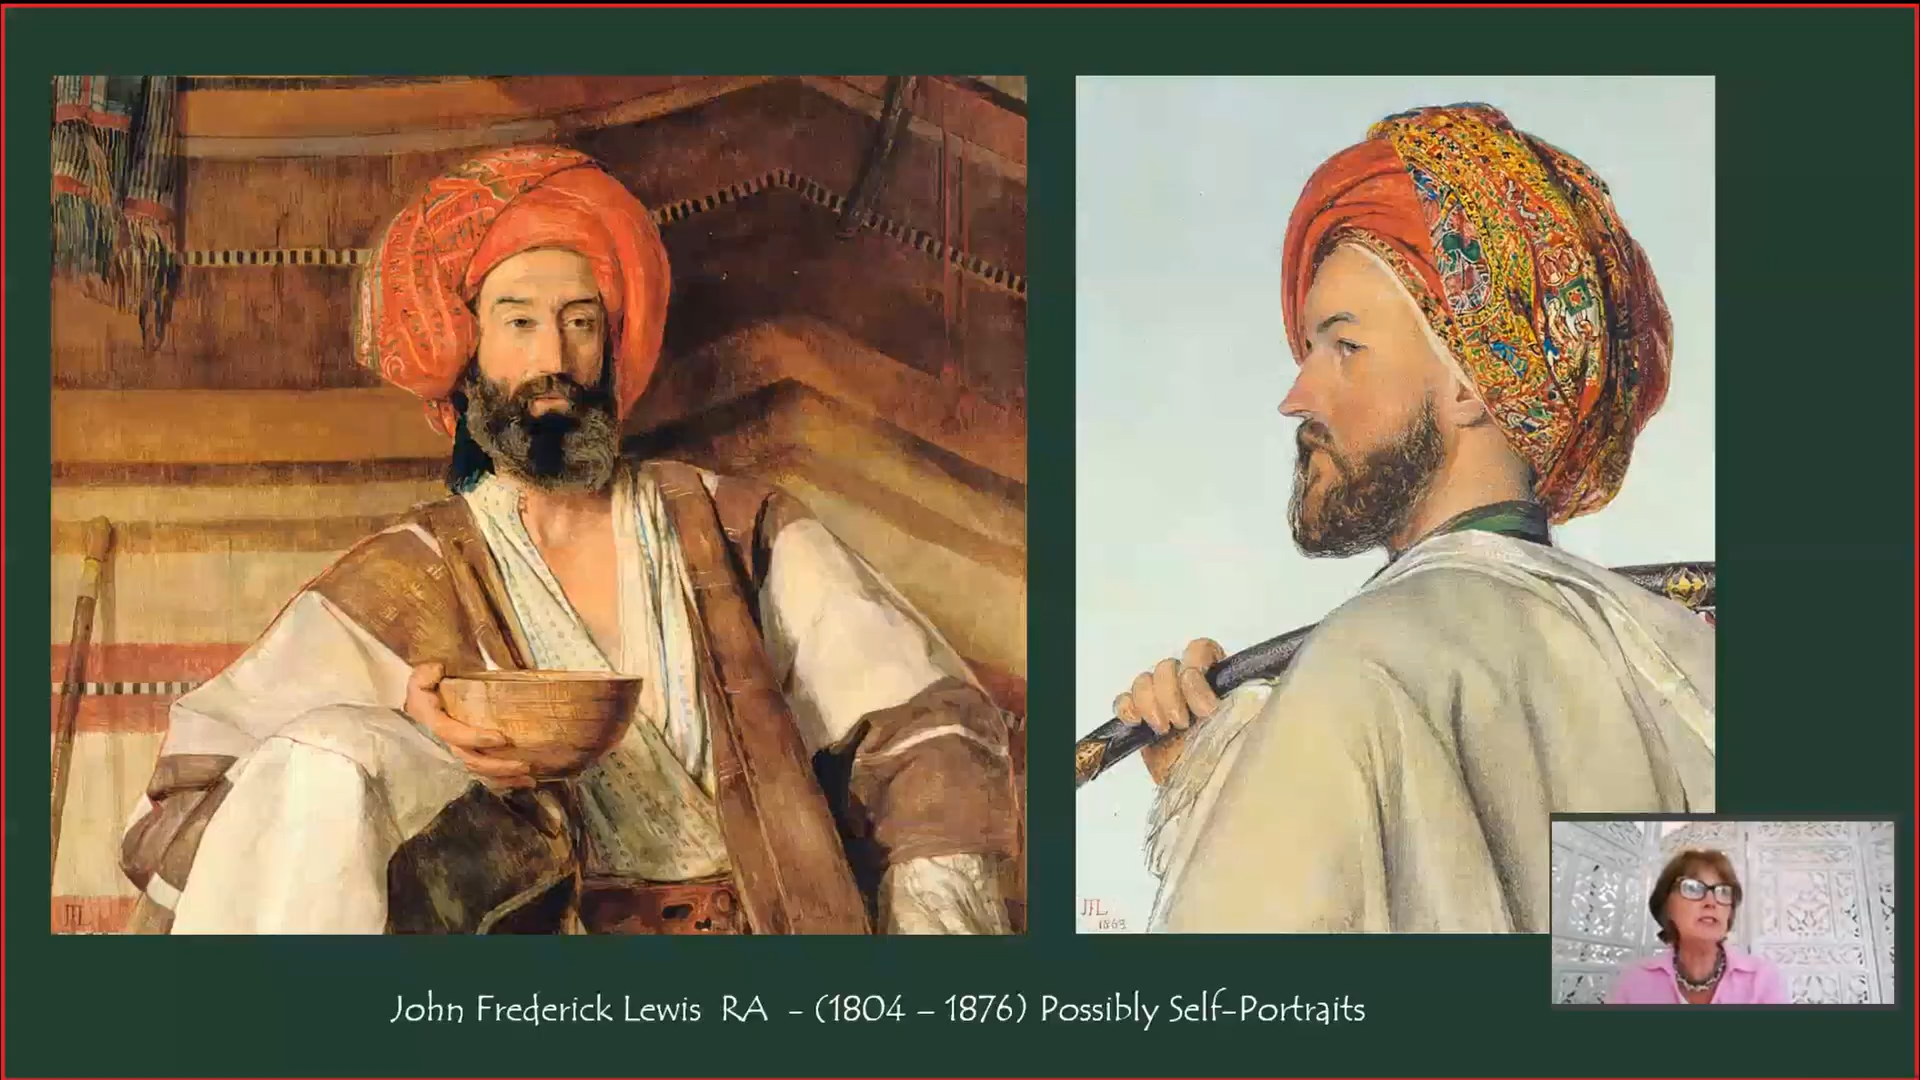 JFL
JFL
1863
John Frederick Lewis RA - (1804 – 1876) Possibly Self-Portraits